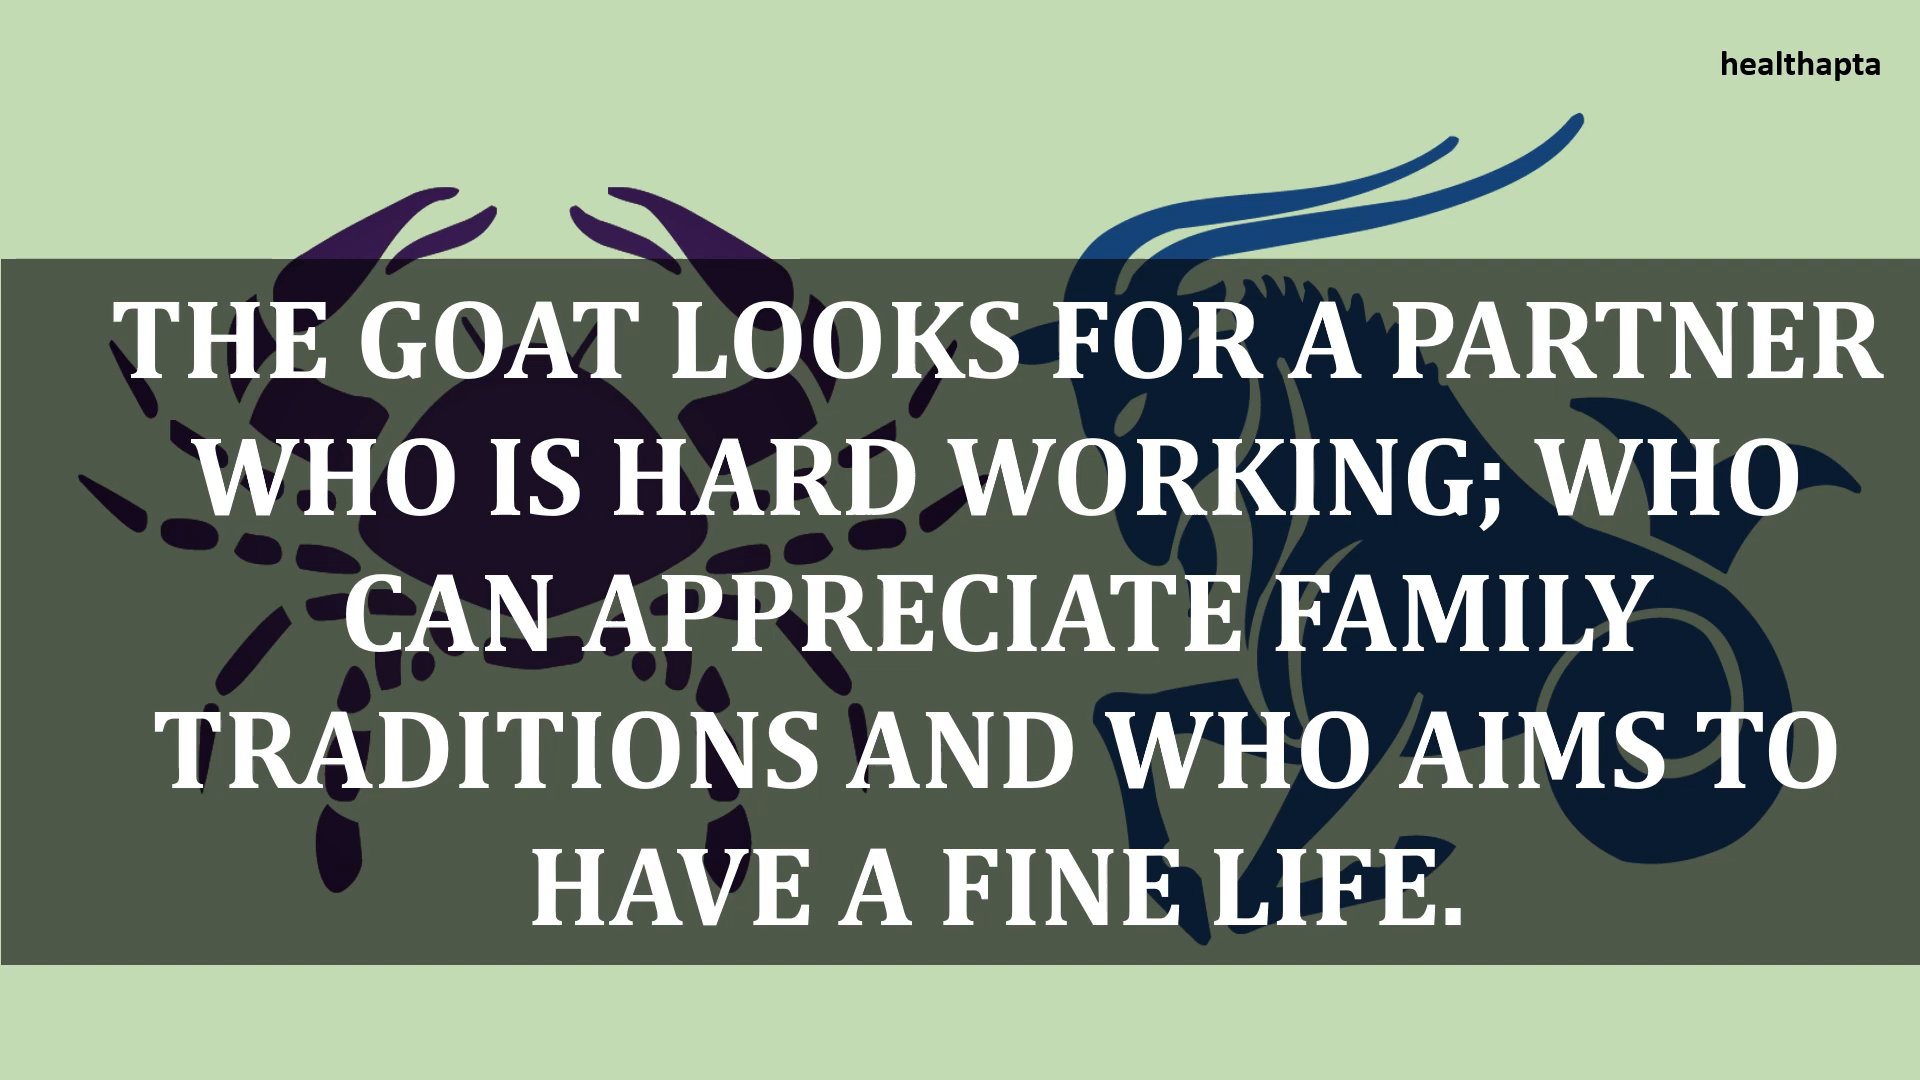 healthapta
THE GOAT LOOKS FOR A PARTNER
WHO IS HARD WORKING; WHO
CAN APPRECIATE FAMILY
TRADITIONS AND WHO AIMS TO
HAVE A FINE LIFE.